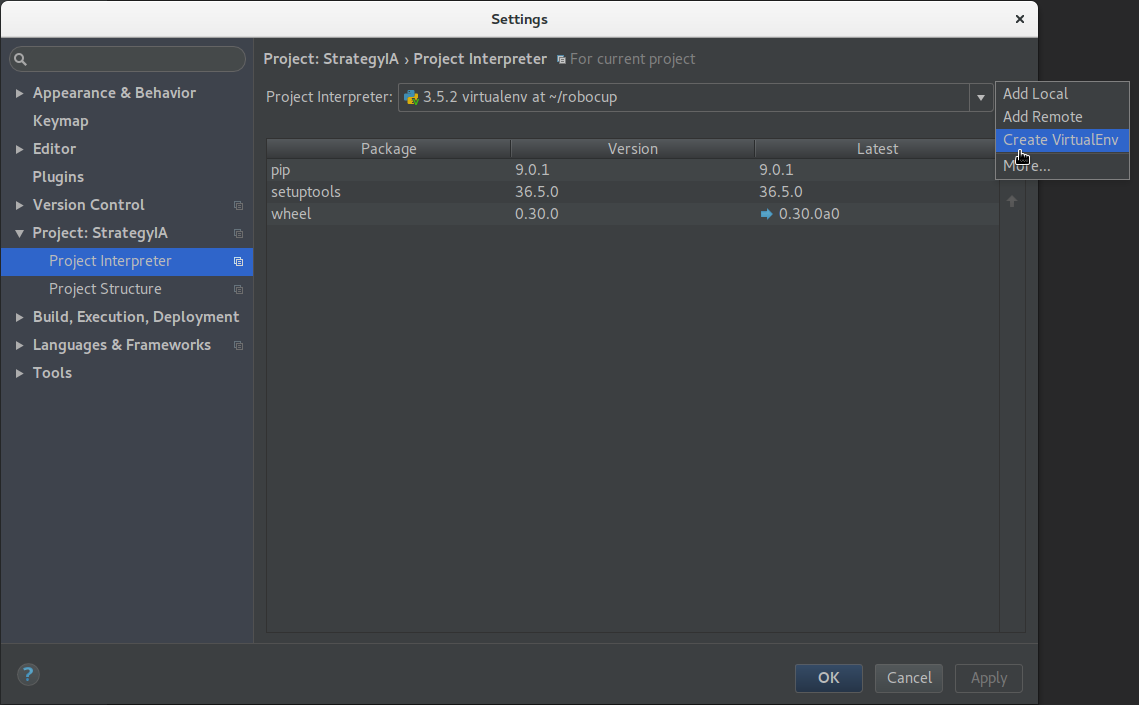 Settings
Project: StrategyIA › Project Interpreter For current project
Appearance & Behavior
Keymap
Editor
Plugins
Version Control
Project: StrategyIA
Project Interpreter
Project Structure
Build, Execution, Deployment
Languages & Frameworks
Tools
Project Interpreter: 3.5.2 virtualenv at ~/robocup
Add Local
Add Remote
Create VirtualEnv
More...
Package Version Latest
pip 9.0.1 9.0.1
setuptools 36.5.0 36.5.0
wheel 0.30.0 0.30.0a0
?
OK Cancel Apply